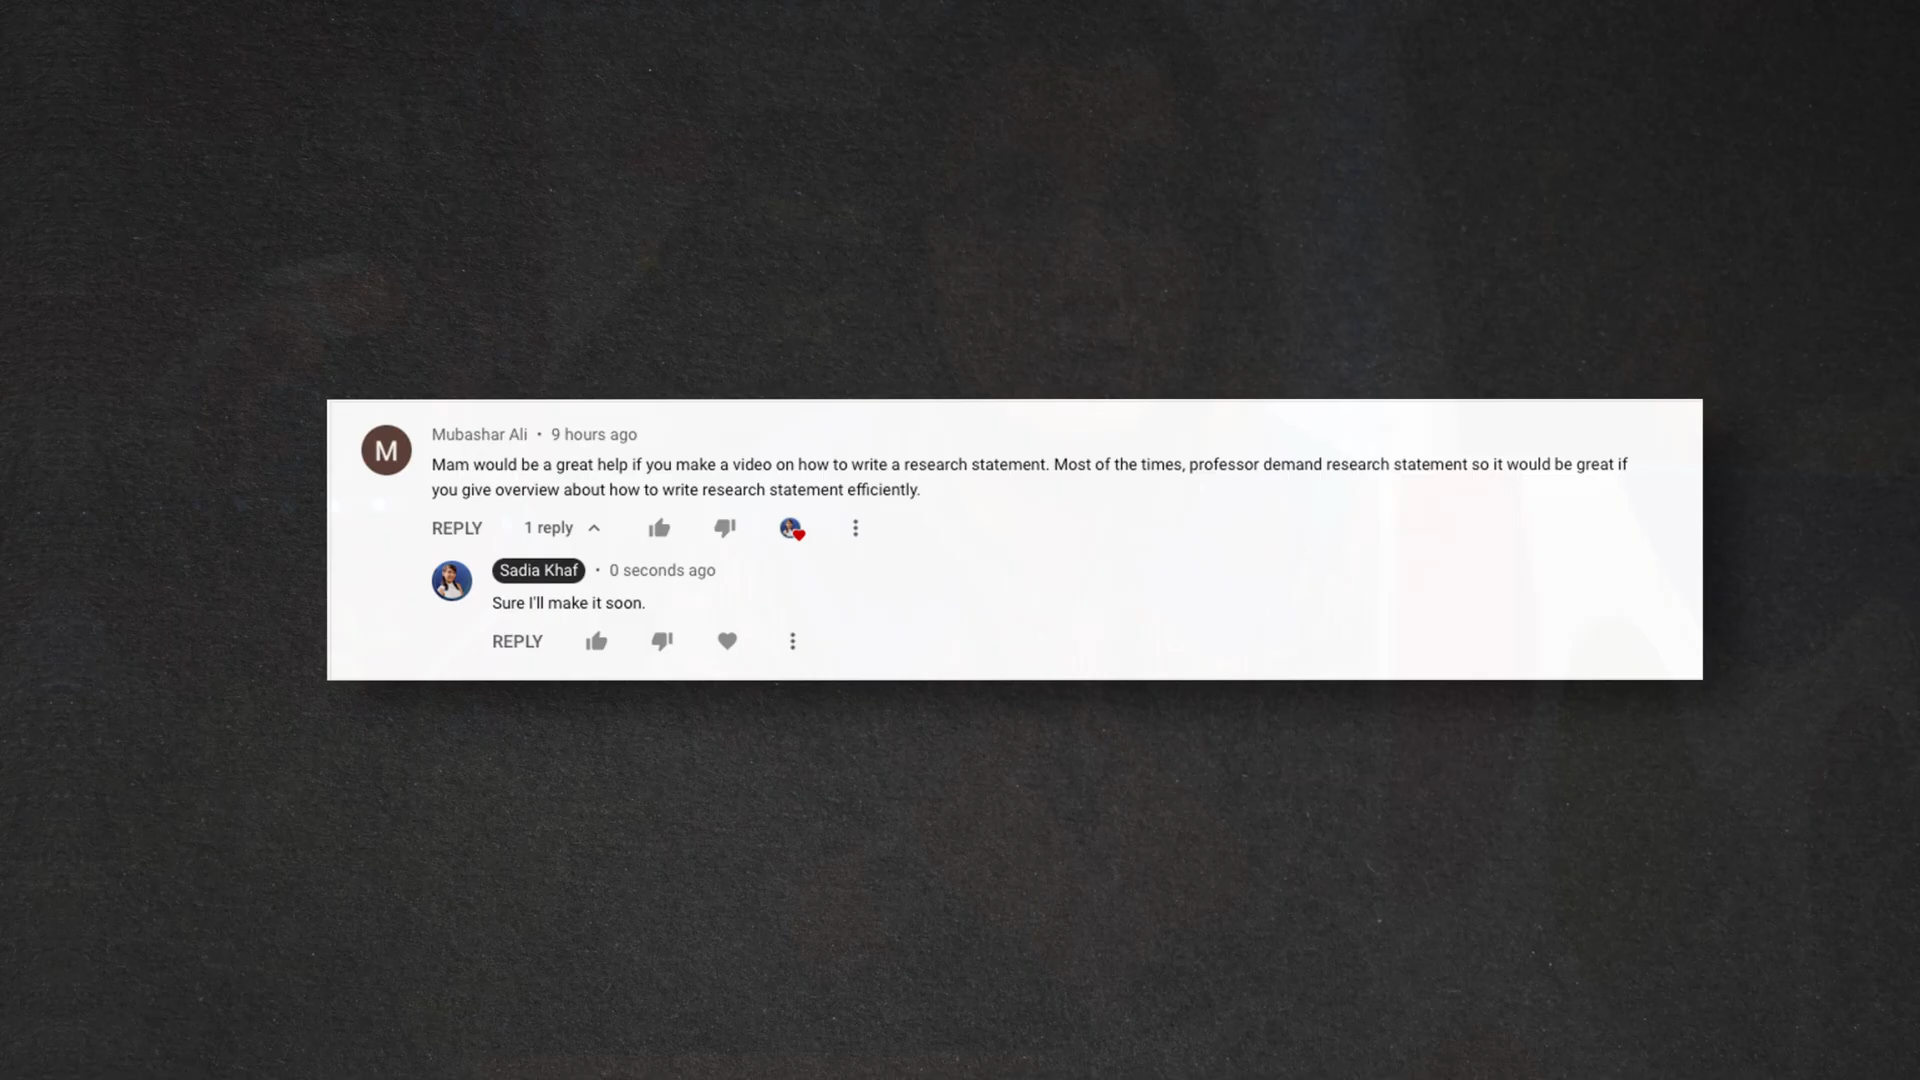 M
Mubashar Ali • 9 hours ago
Mam would be a great help if you make a video on how to write a research statement. Most of the times, professor demand research statement so it would be great if
you give overview about how to write research statement efficiently.
REPLY 1 reply
Sadia Khaf • 0 seconds ago
Sure I'll make it soon.
REPLY